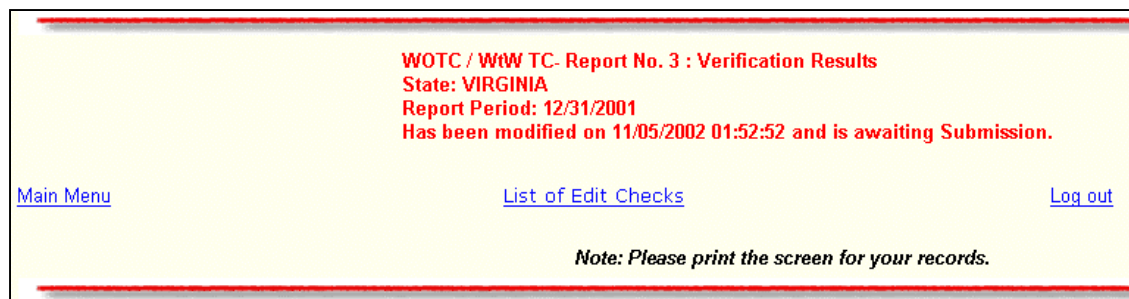 WOTC / WtW TC- Report No. 3 : Verification Results
State: VIRGINIA
Report Period: 12/31/2001
Has been modified on 11/05/2002 01:52:52 and is awaiting Submission.
Main Menu List of Edit Checks Log out
Note: Please print the screen for your records.